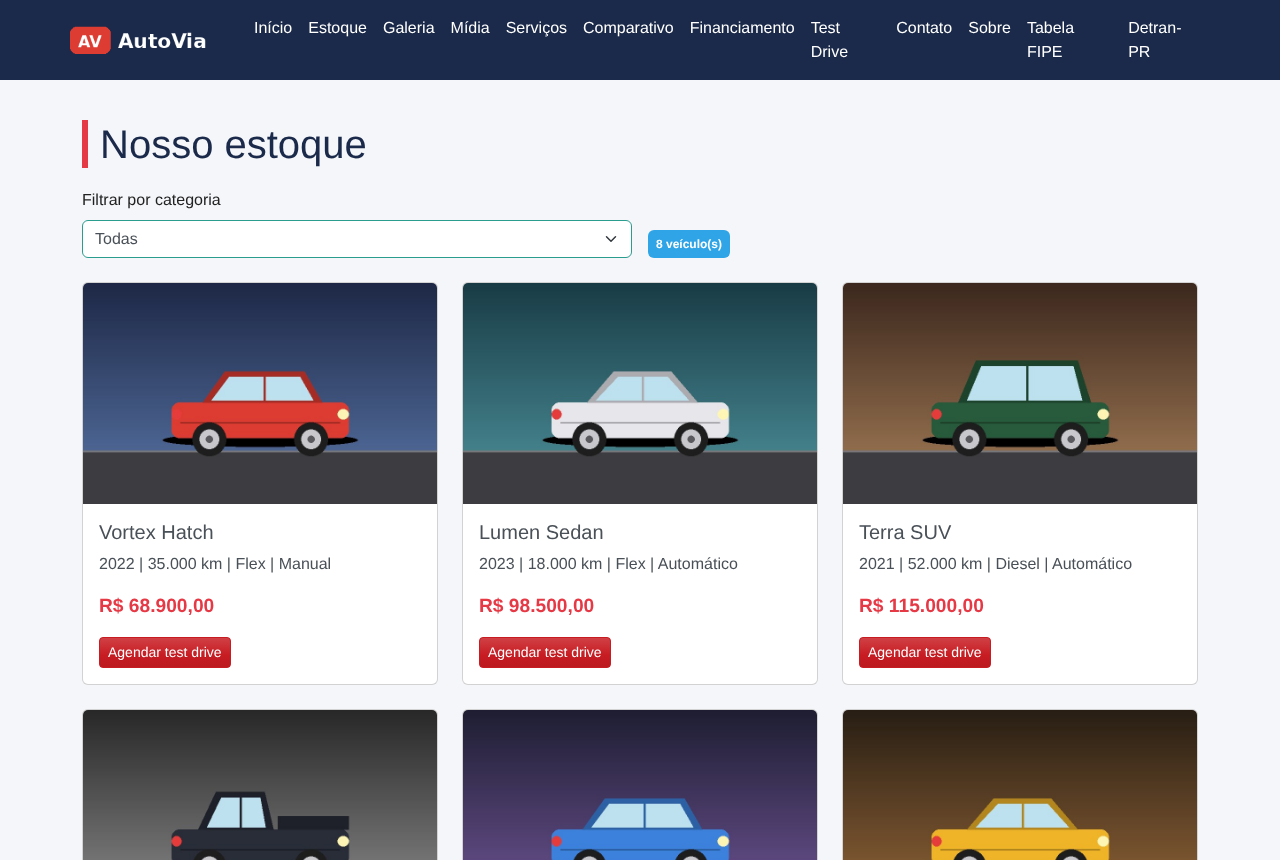 AV AutoVia
Início Estoque Galeria Mídia Serviços Comparativo Financiamento Test Drive Contato Sobre Tabela FIPE Detran-PR
Nosso estoque
Filtrar por categoria
Todas
8 veículo(s)
Vortex Hatch
2022 | 35.000 km | Flex | Manual
R$ 68.900,00
Agendar test drive
Lumen Sedan
2023 | 18.000 km | Flex | Automático
R$ 98.500,00
Agendar test drive
Terra SUV
2021 | 52.000 km | Diesel | Automático
R$ 115.000,00
Agendar test drive